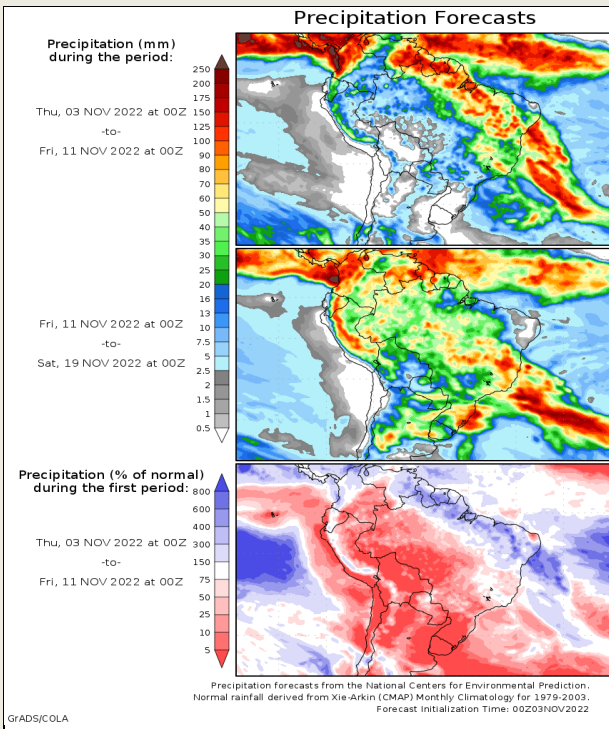 Precipitation Forecasts
Precipitation (mm)
during the period:
Thu, 03 NOV 2022 at 00Z
-to-
Fri, 11 NOV 2022 at 00Z
250
200
175
150
125
100
90
80
70
60
50
40
35
30
25
20
16
13
10
7.5
5
2.5
2
1.5
1
0.5
Fri, 11 NOV 2022 at 00Z
-to-
Sat, 19 NOV 2022 at 00Z
Precipitation (% of normal)
during the first period:
Thu, 03 NOV 2022 at 00Z
-to-
Fri, 11 NOV 2022 at 00Z
800
600
400
300
150
75
50
25
10
5
Precipitation forecasts from the National Centers for Environmental Prediction.
Normal rainfall derived from Xie-Arkin (CMAP) Monthly Climatology for 1979-2003.
Forecast Initialization Time: 00Z03NOV2022
GrADS/COLA